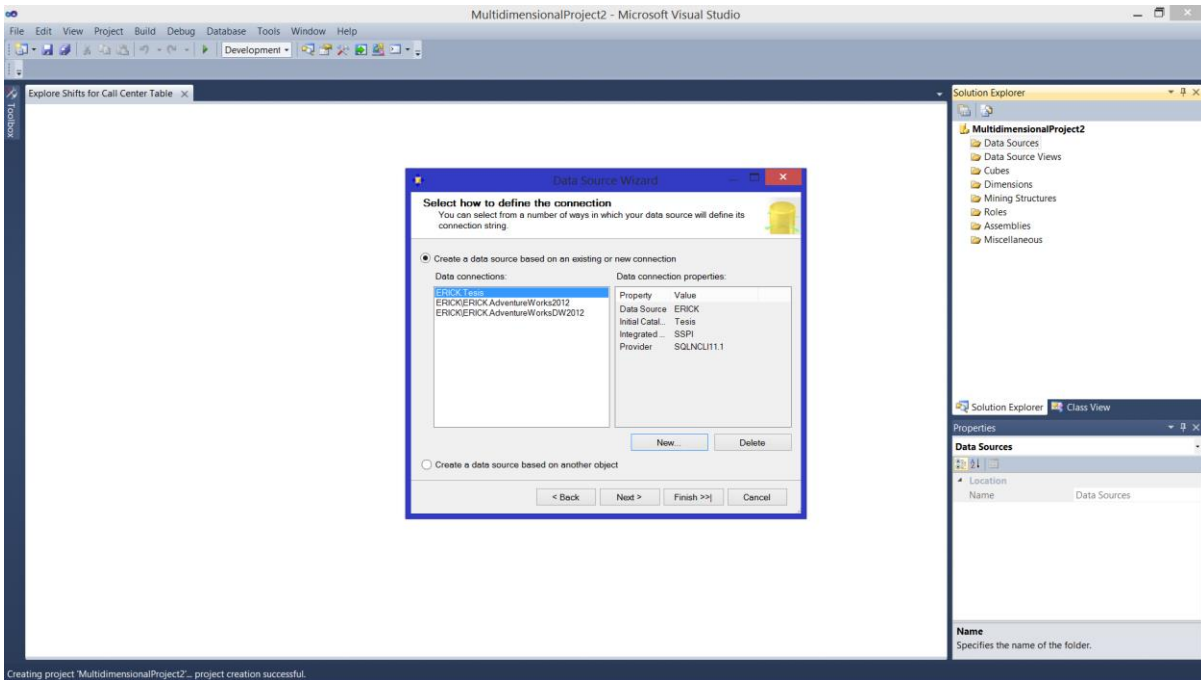 MultidimensionalProject2 - Microsoft Visual Studio
File Edit View Project Build Debug Database Tools Window Help
Development
Toolbox
Explore Shifts for Call Center Table
Data Source Wizard
Select how to define the connection
You can select from a number of ways in which your data source will define its
connection string.
Create a data source based on an existing or new connection
Data connections:
ERICK.Tesis
ERICK\ERICK.AdventureWorks2012
ERICK\ERICK.AdventureWorksDW2012
Data connection properties:
Property Value
Data Source ERICK
Initial Catal... Tesis
Integrated ... SSPI
Provider SQLNCLI11.1
New... Delete
Create a data source based on another object
< Back Next > Finish >>| Cancel
Solution Explorer
MultidimensionalProject2
Data Sources
Data Source Views
Cubes
Dimensions
Mining Structures
Roles
Assemblies
Miscellaneous
Solution Explorer Class View
Properties
Data Sources
Location
Name Data Sources
Name
Specifies the name of the folder.
Creating project 'MultidimensionalProject2'... project creation successful.